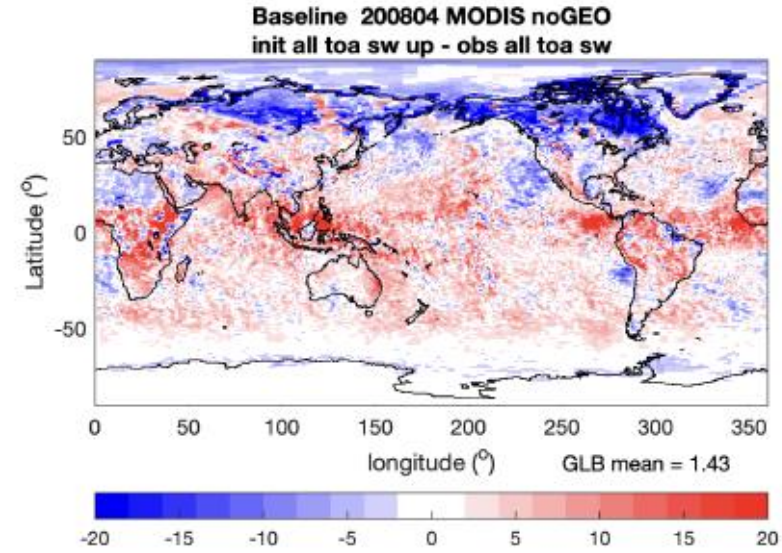 Baseline 200804 MODIS noGEO
init all toa sw up - obs all toa sw
Latitude (°)
50
0
-50
0 50 100 150 200 250 300 350
longitude (°)
GLB mean = 1.43
-20 -15 -10 -5 0 5 10 15 20